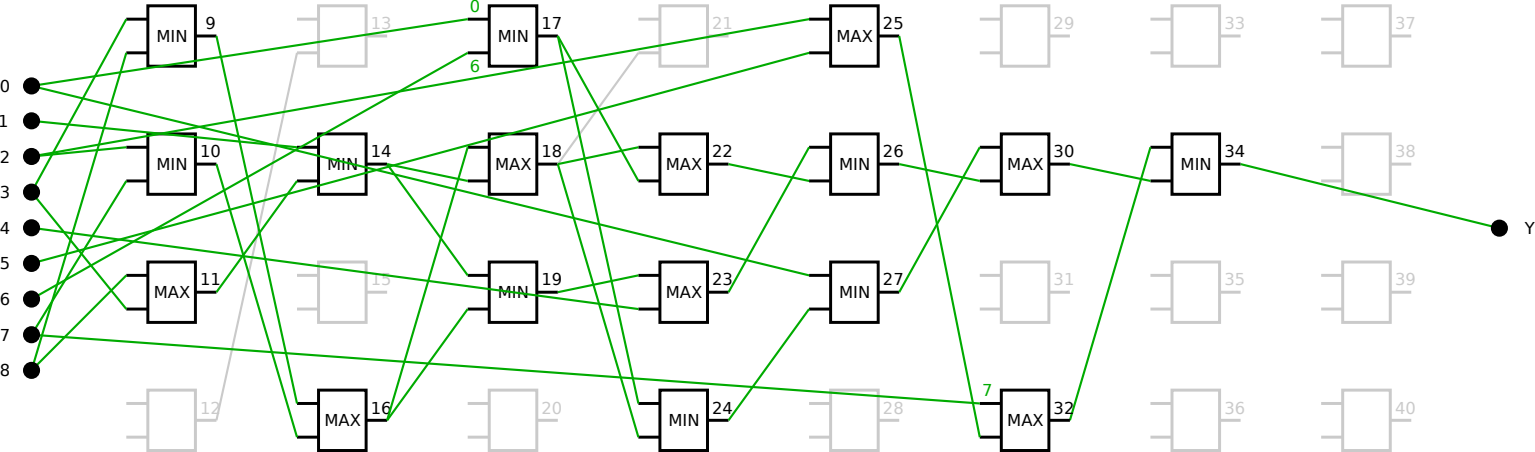 0
MIN 9
13
MIN 17
6
21
MAX 25
29
33
37
0
1
2
MIN 10
MIN 14
MAX 18
MAX 22
MIN 26
MAX 30
MIN 34
38
3
4
Y
5
MAX 11
15
MIN 19
MAX 23
MIN 27
31
35
39
6
7
8
12
MAX 16
20
MIN 24
28
7
MAX 32
36
40